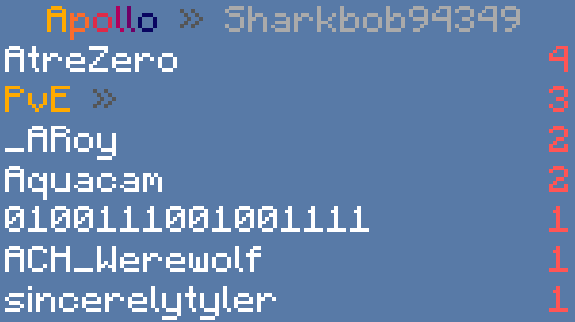 Apollo » Sharkbob94349
AtreZero 4
PvE » 3
_ARoy 2
Aquacam 2
0100111001001111 1
ACH_Werewolf 1
sincerelytyler 1